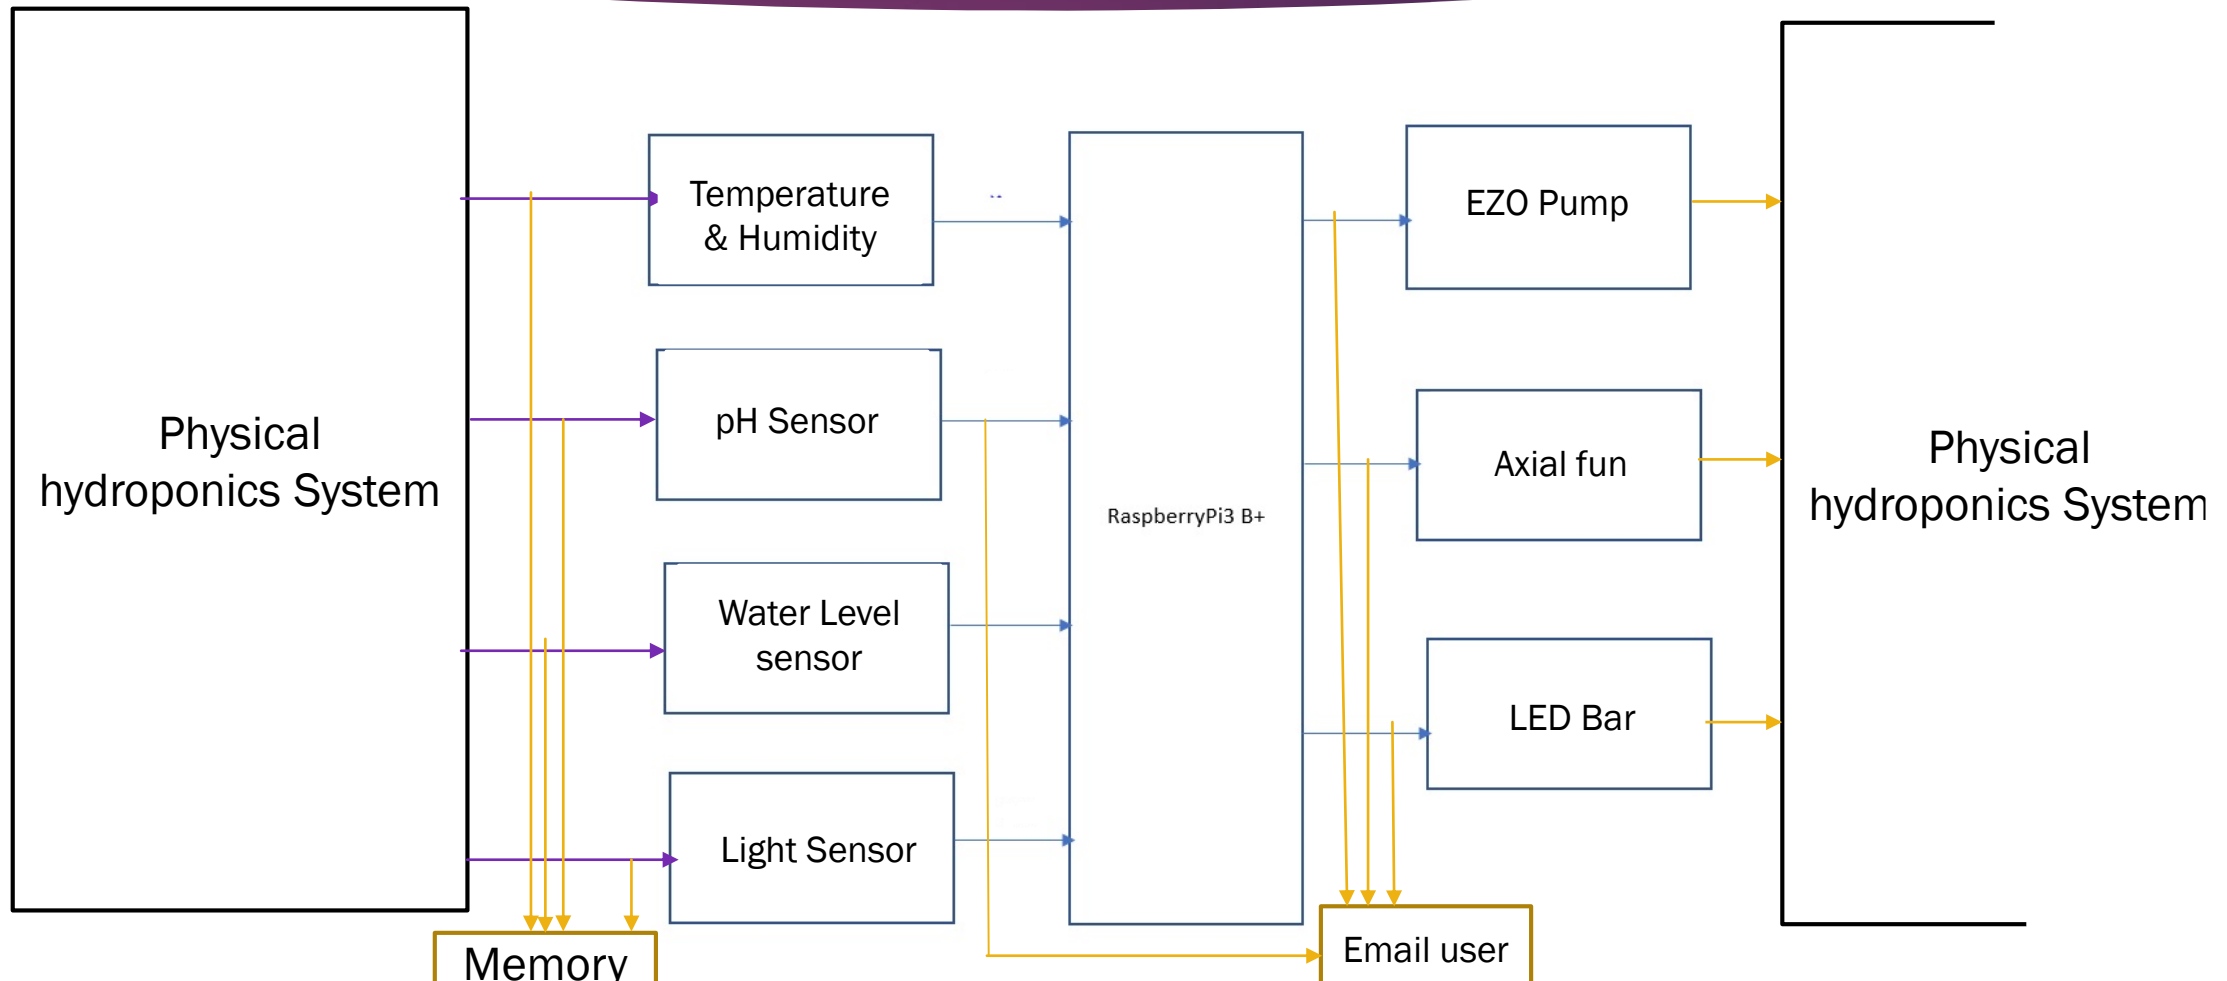 Physical
hydroponics System
Temperature
& Humidity
pH Sensor
Water Level
sensor
Light Sensor
Memory
RaspberryPi3 B+
EZO Pump
Axial fun
LED Bar
Email user
Physical
hydroponics System